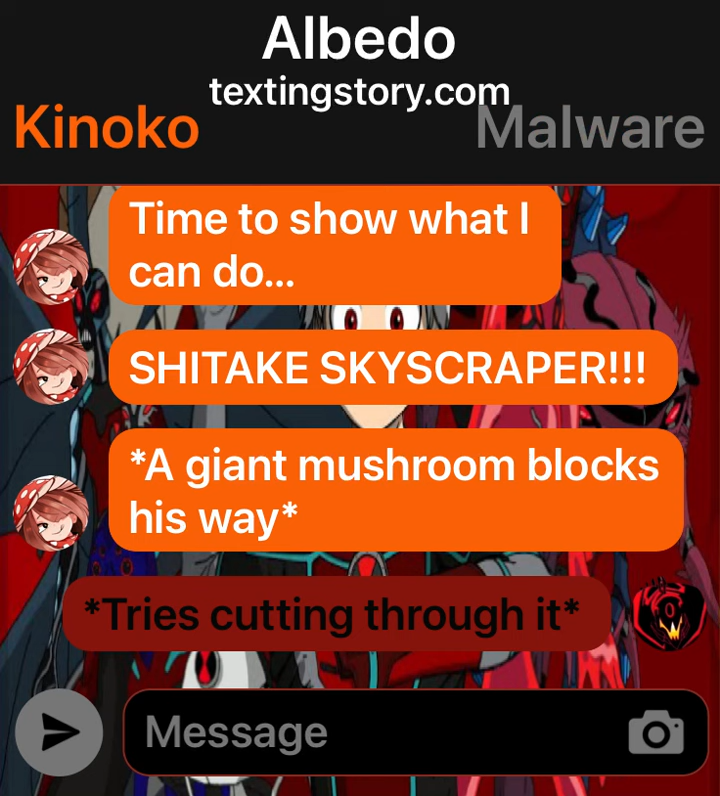 Albedo
textingstory.com
Kinoko
Malware
Time to show what I
can do...
SHITAKE SKYSCRAPER!!!
*A giant mushroom blocks
his way*
*Tries cutting through it*
Message